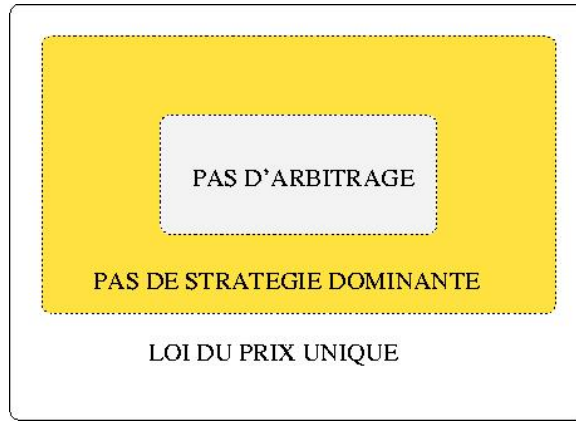 PAS D'ARBITRAGE
PAS DE STRATEGIE DOMINANTE
LOI DU PRIX UNIQUE